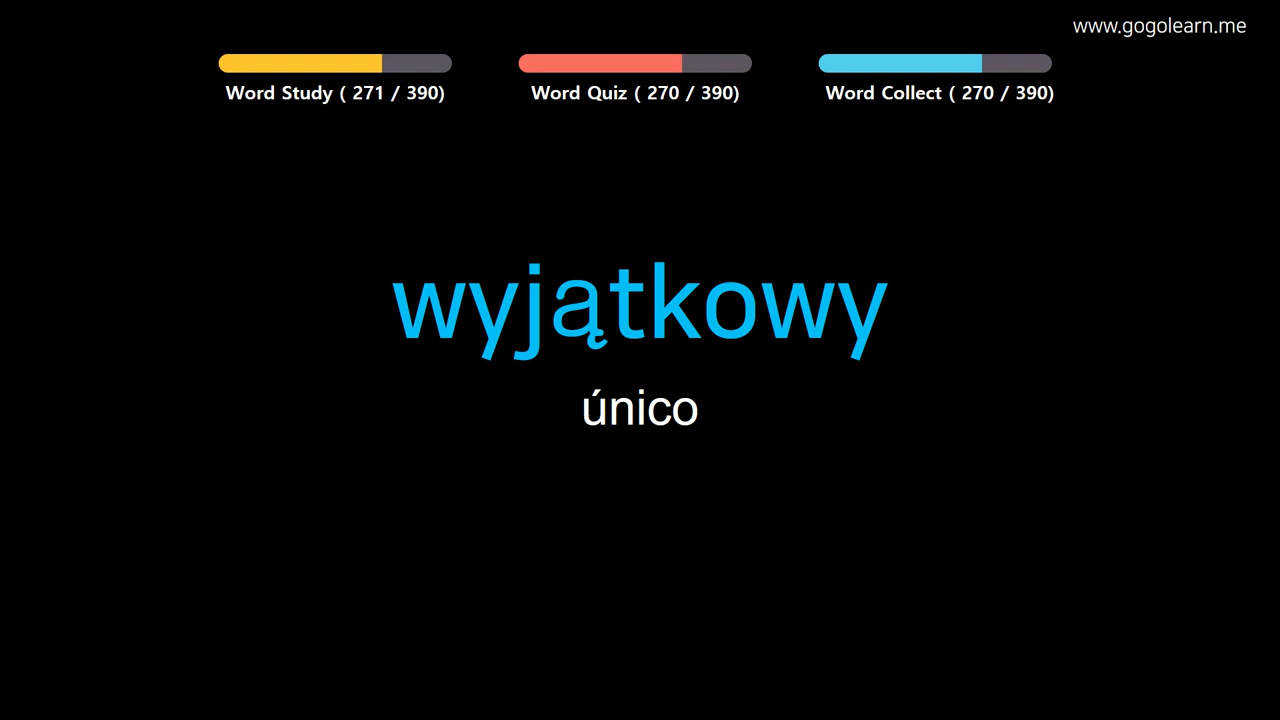 www.gogolearn.me
Word Study ( 271 / 390)
Word Quiz ( 270 / 390)
Word Collect ( 270 / 390)
wyjątkowy
único